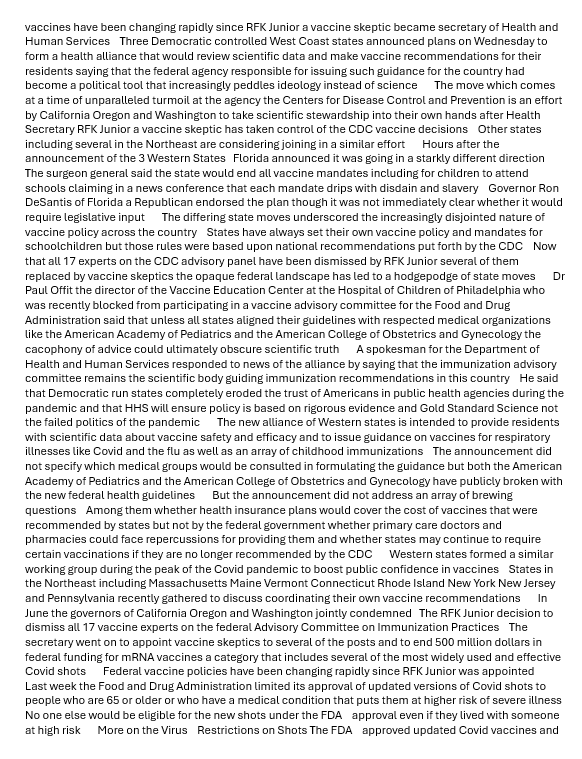 vaccines have been changing rapidly since RFK Junior a vaccine skeptic became secretary of Health and
Human Services   Three Democratic controlled West Coast states announced plans on Wednesday to
form a health alliance that would review scientific data and make vaccine recommendations for their
residents saying that the federal agency responsible for issuing such guidance for the country had
become a political tool that increasingly peddles ideology instead of science      The move which comes
at a time of unparalleled turmoil at the agency the Centers for Disease Control and Prevention is an effort
by California Oregon and Washington to take scientific stewardship into their own hands after Health
Secretary RFK Junior a vaccine skeptic has taken control of the CDC vaccine decisions   Other states
including several in the Northeast are considering joining in a similar effort      Hours after the
announcement of the 3 Western States  Florida announced it was going in a starkly different direction
The surgeon general said the state would end all vaccine mandates including for children to attend
schools claiming in a news conference that each mandate drips with disdain and slavery   Governor Ron
DeSantis of Florida a Republican endorsed the plan though it was not immediately clear whether it would
require legislative input      The differing state moves underscored the increasingly disjointed nature of
vaccine policy across the country   States have always set their own vaccine policy and mandates for
schoolchildren but those rules were based upon national recommendations put forth by the CDC   Now
that all 17 experts on the CDC advisory panel have been dismissed by RFK Junior several of them
replaced by vaccine skeptics the opaque federal landscape has led to a hodgepodge of state moves      Dr
Paul Offit the director of the Vaccine Education Center at the Hospital of Children of Philadelphia who
was recently blocked from participating in a vaccine advisory committee for the Food and Drug
Administration said that unless all states aligned their guidelines with respected medical organizations
like the American Academy of Pediatrics and the American College of Obstetrics and Gynecology the
cacophony of advice could ultimately obscure scientific truth      A spokesman for the Department of
Health and Human Services responded to news of the alliance by saying that the immunization advisory
committee remains the scientific body guiding immunization recommendations in this country   He said
that Democratic run states completely eroded the trust of Americans in public health agencies during the
pandemic and that HHS will ensure policy is based on rigorous evidence and Gold Standard Science not
the failed politics of the pandemic      The new alliance of Western states is intended to provide residents
with scientific data about vaccine safety and efficacy and to issue guidance on vaccines for respiratory
illnesses like Covid and the flu as well as an array of childhood immunizations   The announcement did
not specify which medical groups would be consulted in formulating the guidance but both the American
Academy of Pediatrics and the American College of Obstetrics and Gynecology have publicly broken with
the new federal health guidelines      But the announcement did not address an array of brewing
questions   Among them whether health insurance plans would cover the cost of vaccines that were
recommended by states but not by the federal government whether primary care doctors and
pharmacies could face repercussions for providing them and whether states may continue to require
certain vaccinations if they are no longer recommended by the CDC      Western states formed a similar
working group during the peak of the Covid pandemic to boost public confidence in vaccines   States in
the Northeast including Massachusetts Maine Vermont Connecticut Rhode Island New York New Jersey
and Pennsylvania recently gathered to discuss coordinating their own vaccine recommendations      In
June the governors of California Oregon and Washington jointly condemned  The RFK Junior decision to
dismiss all 17 vaccine experts on the federal Advisory Committee on Immunization Practices   The
secretary went on to appoint vaccine skeptics to several of the posts and to end 500 million dollars in
federal funding for mRNA vaccines a category that includes several of the most widely used and effective
Covid shots      Federal vaccine policies have been changing rapidly since RFK Junior was appointed
Last week the Food and Drug Administration limited its approval of updated versions of Covid shots to
people who are 65 or older or who have a medical condition that puts them at higher risk of severe illness
No one else would be eligible for the new shots under the FDA   approval even if they lived with someone
at high risk      More on the Virus   Restrictions on Shots The FDA   approved updated Covid vaccines and